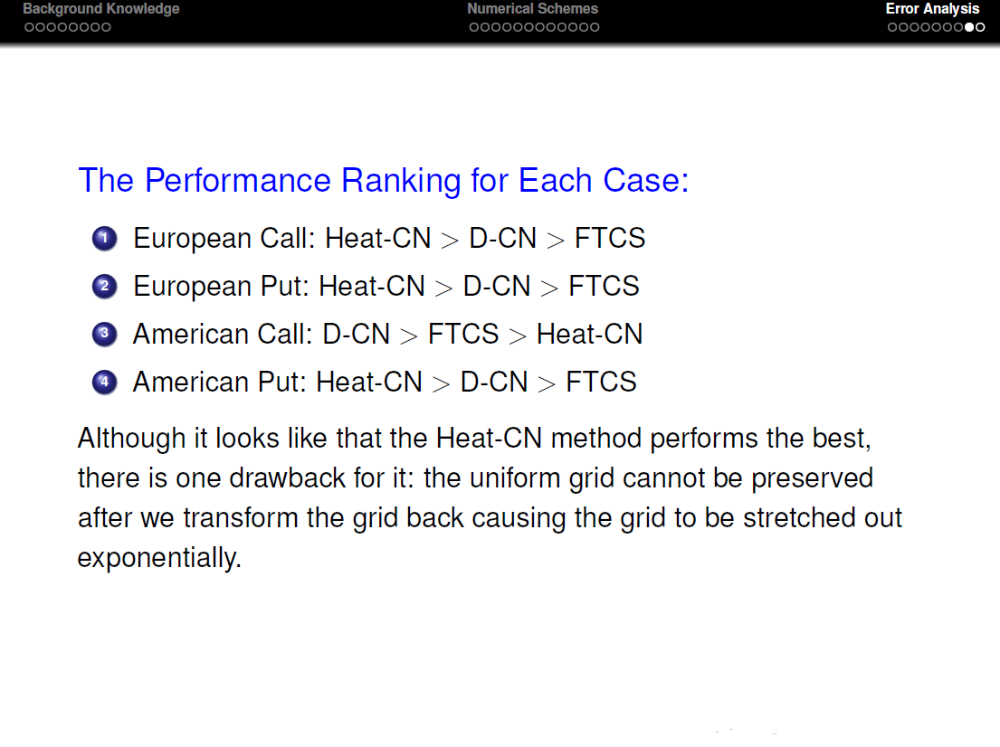 Background Knowledge
Numerical Schemes
Error Analysis
The Performance Ranking for Each Case:
1 European Call: Heat-CN > D-CN > FTCS
2 European Put: Heat-CN > D-CN > FTCS
3 American Call: D-CN > FTCS > Heat-CN
4 American Put: Heat-CN > D-CN > FTCS
Although it looks like that the Heat-CN method performs the best,
there is one drawback for it: the uniform grid cannot be preserved
after we transform the grid back causing the grid to be stretched out
exponentially.